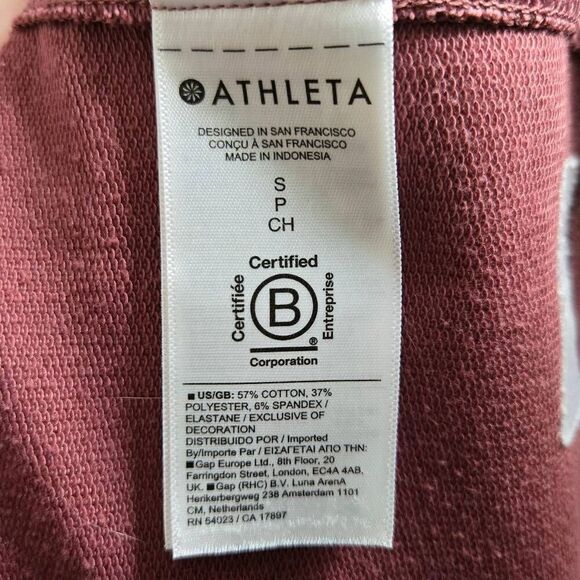 ATHLETA
DESIGNED IN SAN FRANCISCO
CONÇU À SAN FRANCISCO
MADE IN INDONESIA
S
P
CH
Certified
Certifiée
B
Entreprise
®
Corporation
■ US/GB: 57% COTTON, 37%
POLYESTER, 6% SPANDEX /
ELASTANE / EXCLUSIVE OF
DECORATION
DISTRIBUIDO POR / Imported
By/Importe Par / ΕΙΣΑΓΕΤΑΙ ΑΠΟ ΤΗΝ:
■ Gap Europe Ltd., 8th Floor, 20
Farringdon Street, London, EC4A 4AB,
UK. ■ Gap (RHC) B.V. Luna ArenA
Herikerbergweg 238 Amsterdam 1101
CM, Netherlands
RN 54023 / CA 17897